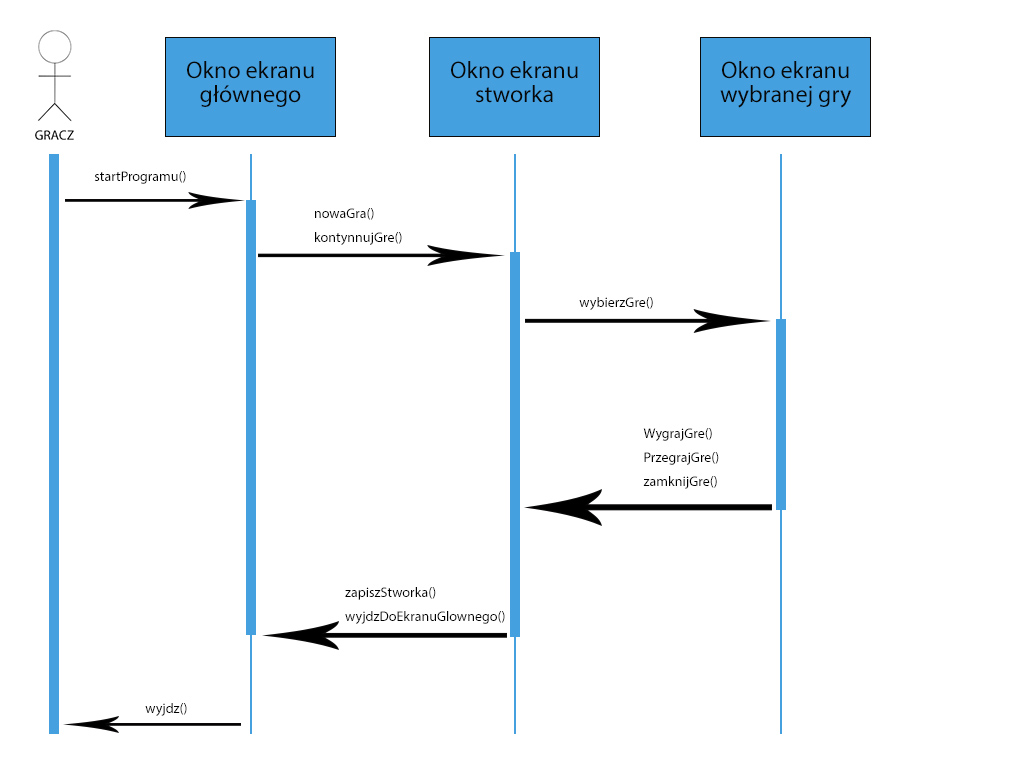 Okno ekranu
głównego
Okno ekranu
stworka
Okno ekranu
wybranej gry
GRACZ
startProgramu()
nowaGra()
kontynnujGre()
wybierzGre()
WygrajGre()
PrzegrajGre()
zamknijGre()
zapiszStworka()
wyjdzDoEkranuGlownego()
wyjdz()